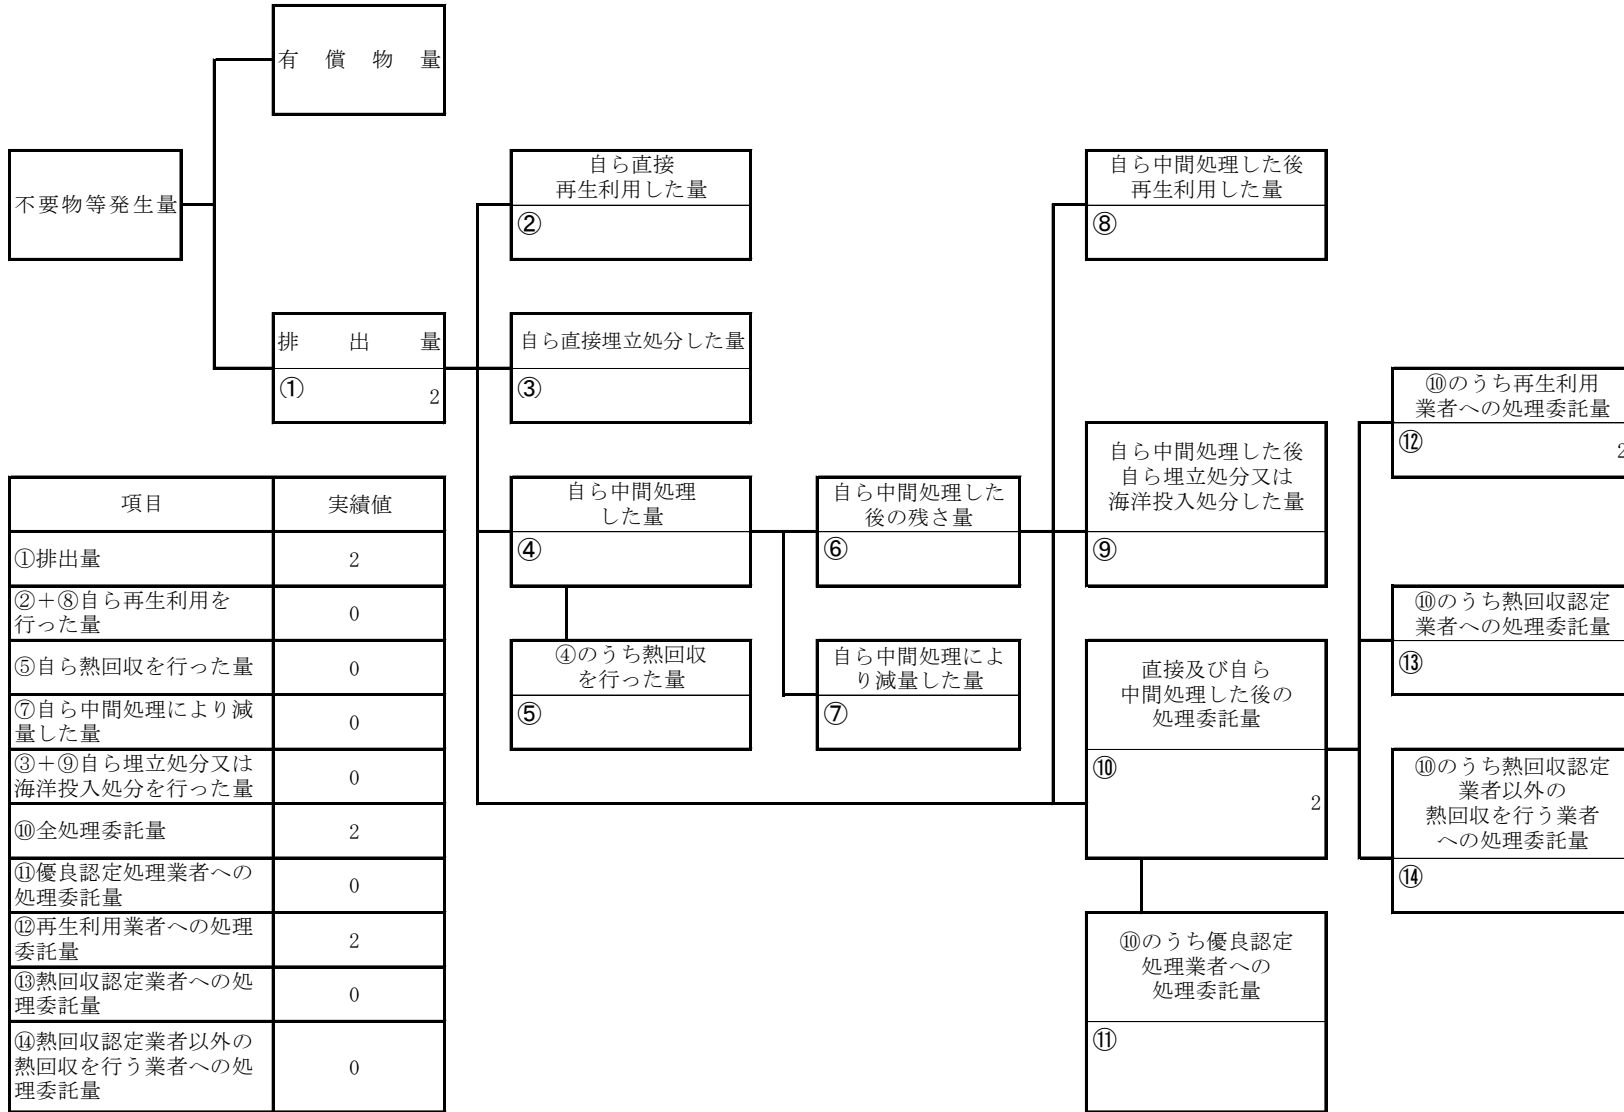 有償物量
不要物等発生量
排出量
①
2
自ら直接
再生利用した量
②
自ら直接埋立処分した量
③
自ら中間処理
した量
④
④のうち熱回収
を行った量
⑤
自ら中間処理した
後の残さ量
⑥
自ら中間処理によ
り減量した量
⑦
自ら中間処理した後
再生利用した量
⑧
自ら中間処理した後
自ら埋立処分又は
海洋投入処分した量
⑨
直接及び自ら
中間処理した後の
処理委託量
⑩
2
⑩のうち優良認定
処理業者への
処理委託量
⑪
⑩のうち再生利用
業者への処理委託量
⑫
2
⑩のうち熱回収認定
業者への処理委託量
⑬
⑩のうち熱回収認定
業者以外の
熱回収を行う業者
への処理委託量
⑭
項目 実績値
①排出量 2
②+⑧自ら再生利用を
行った量 0
⑤自ら熱回収を行った量 0
⑦自ら中間処理により減
量した量 0
③+⑨自ら埋立処分又は
海洋投入処分を行った量 0
⑩全処理委託量 2
⑪優良認定処理業者への
処理委託量 0
⑫再生利用業者への処理
委託量 2
⑬熱回収認定業者への処
理委託量 0
⑭熱回収認定業者以外の
熱回収を行う業者への処
理委託量 0